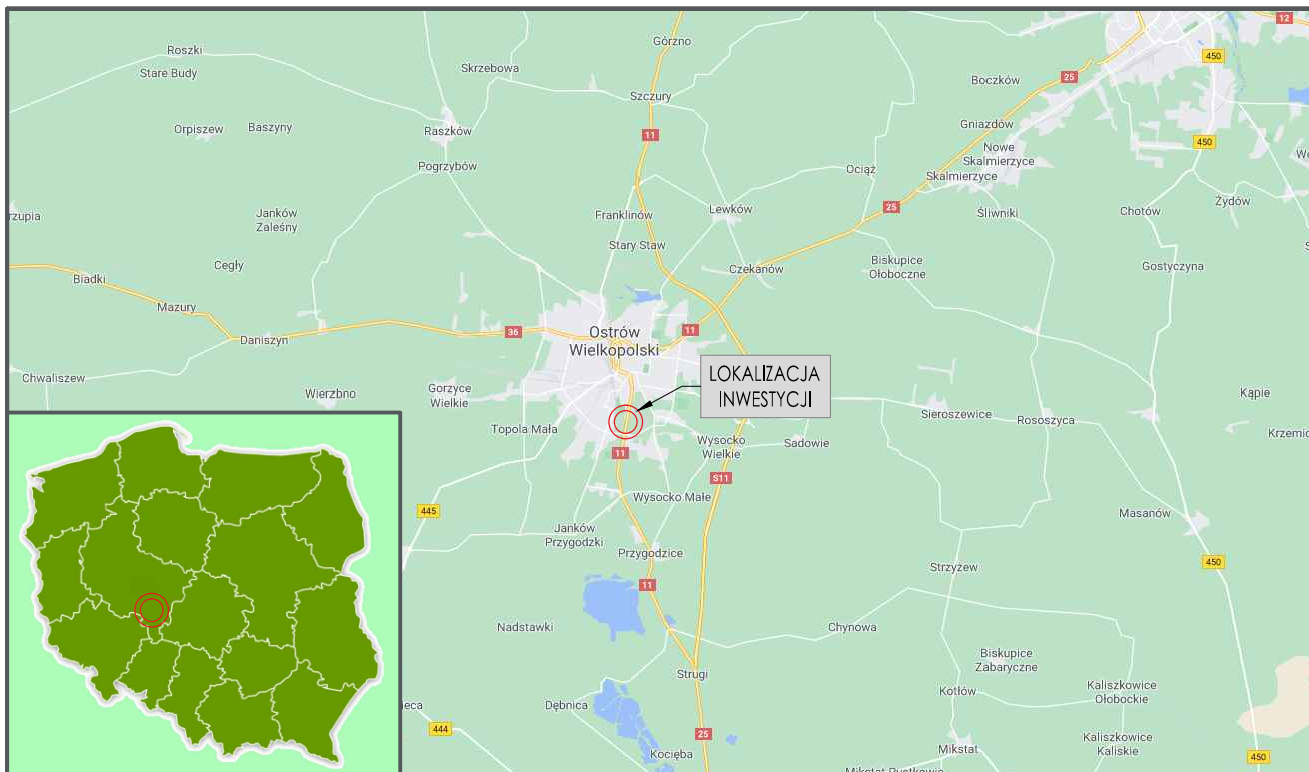 Górzno
12
Roszki
450
Skrzebowa
Stare Budy
25
Boczków
Szczury
Gniazdów
Orpiszew
Baszyny
Raszków
11
450
Nowe
Skalmierzyce
Pogrzybów
Ociąż
Skalmierzyce
Żydów
25
Lewków
Chotów
Janków
Zaleśny
Franklinów
Śliwniki
Stary Staw
Biskupice
Ołoboczne
Cegły
Czekanów
Gostyczyna
Biadki
Mazury
36
Ostrów
Wielkopolski
11
Daniszyn
LOKALIZACJA
INWESTYCJI
Chwaliszew
Gorzyce
Wielkie
Wierzbno
Kąpie
Sieroszewice
Rososzyca
Topola Mała
Wysocko
Wielkie
Sadowie
11
S11
Wysocko Małe
445
Masanów
Janków
Przygodzki
Przygodzice
450
Strzyżew
11
Nadstawki
Chynowa
Biskupice
Zabaryczne
Strugi
Kaliszkowice
Ołobockie
Kotłów
Dębnica
444
25
Kaliszkowice
Kaliskie
Mikstat
Kocięba
450